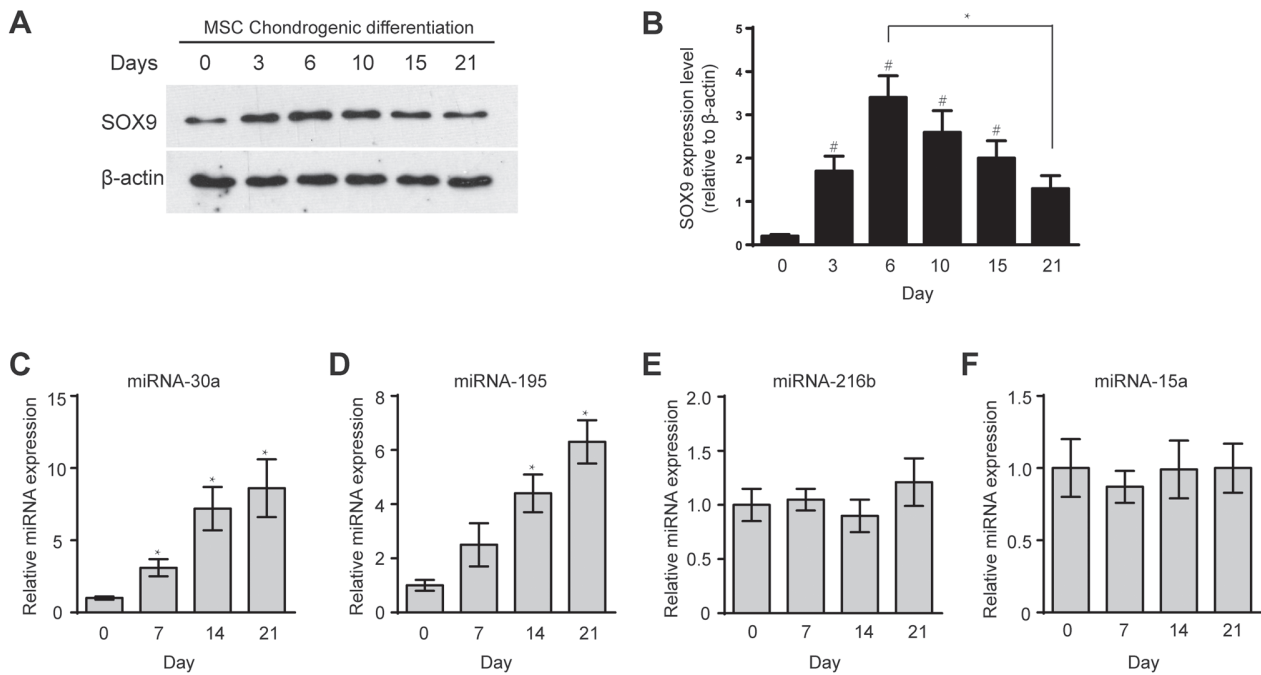 A
MSC Chondrogenic differentiation
Days 0 3 6 10 15 21
SOX9
β-actin
B
*
SOX9 expression level
(relative to β-actin)
5
4
3
2
1
0
# # # #
0 3 6 10 15 21
Day
C
miRNA-30a
Relative miRNA expression
15
10
5
0
* * *
0 7 14 21
Day
D
miRNA-195
Relative miRNA expression
8
6
4
2
0
* *
0 7 14 21
Day
E
miRNA-216b
Relative miRNA expression
2.0
1.5
1.0
0.5
0
0 7 14 21
Day
F
miRNA-15a
Relative miRNA expression
1.5
1.0
0.5
0
0 7 14 21
Day